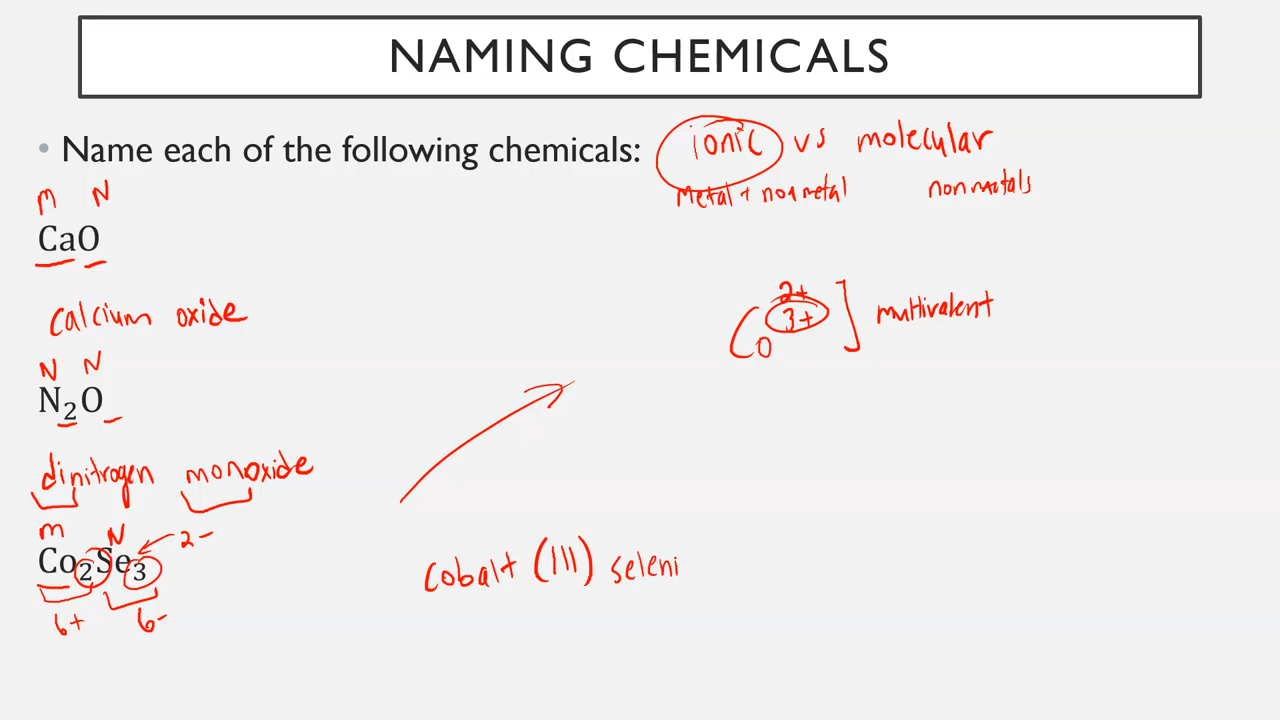 NAMING CHEMICALS
• Name each of the following chemicals: ionic vs molecular
metal + nonmetal nonmetals
M N
CaO
calcium oxide
2+
Co 3+ ] multivalent
N N
N₂O
dinitrogen monoxide
M N 2-
Co₂Se₃
cobalt (III) seleni
6+ 6-